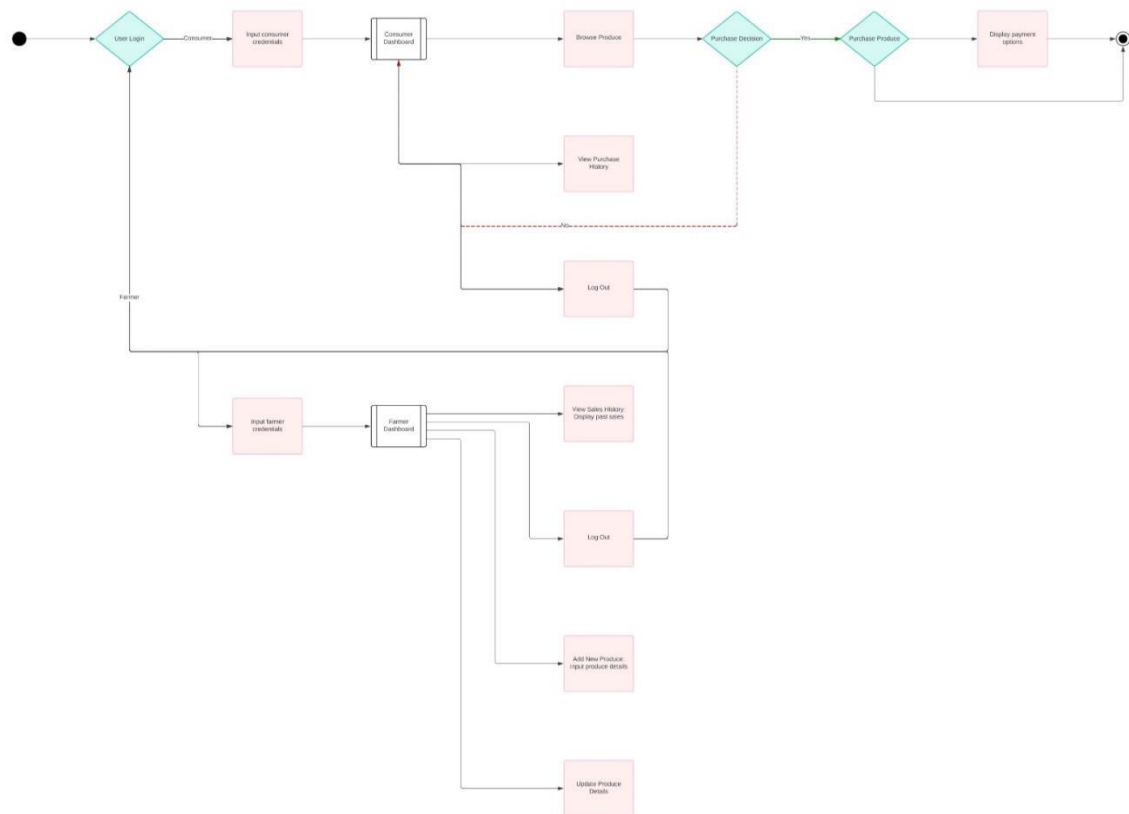 User Login
Consumer
Input consumer
credentials
Consumer
Dashboard
Browse Produce
Purchase Decision
Yes
Purchase Produce
Display payment
options
View Purchase
History
No
Log Out
Farmer
Input farmer
credentials
Farmer
Dashboard
View Sales History:
Display past sales
Log Out
Add New Produce:
input produce details
Update Produce
Details